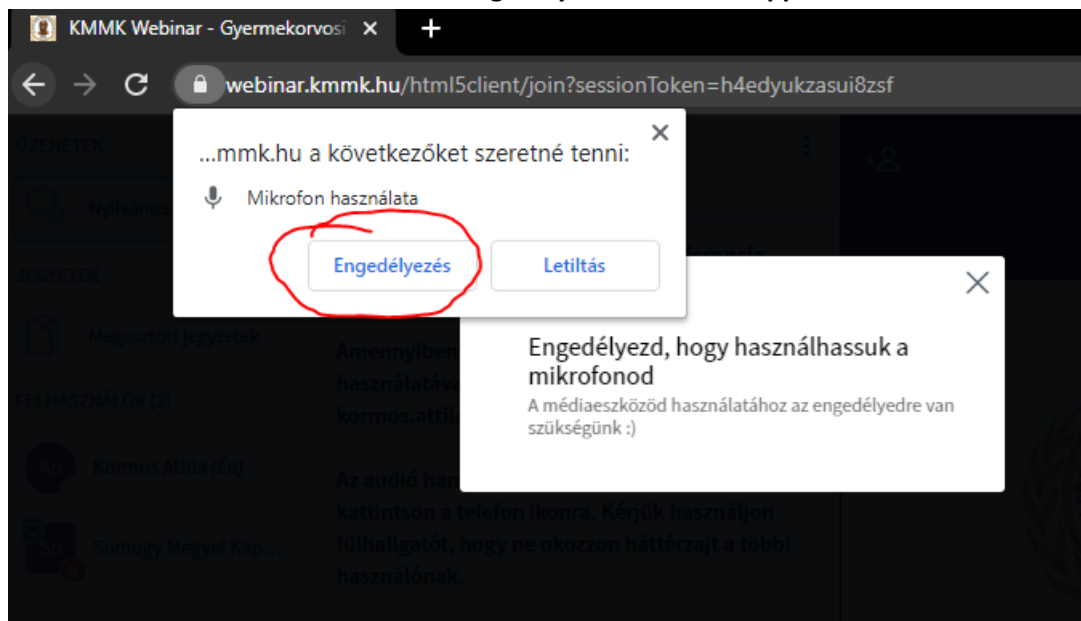 KMMK Webinar - Gyermekorvosi
webinar.kmmk.hu/html5client/join?sessionToken=h4edyukzasui8zsf
ÜZENETEK
...mmk.hu a következőket szeretné tenni:
Mikrofon használata
Engedélyezés
Letiltás
JEGYZETEK
Megosztott jegyzetek
FELHASZNÁLÓK (2)
Ko
Kormos Attila (Én)
So
Somogy Megyei Kap...
Engedélyezd, hogy használhassuk a
mikrofonod
A médiaeszközöd használatához az engedélyedre van
szükségünk :)
Amennyiben
kormos.attil
Az audió
kattintson a telefon ikonra. Kérjük használjon
fülhallgatót, hogy ne okozzon háttérzajt a többi
használónak.